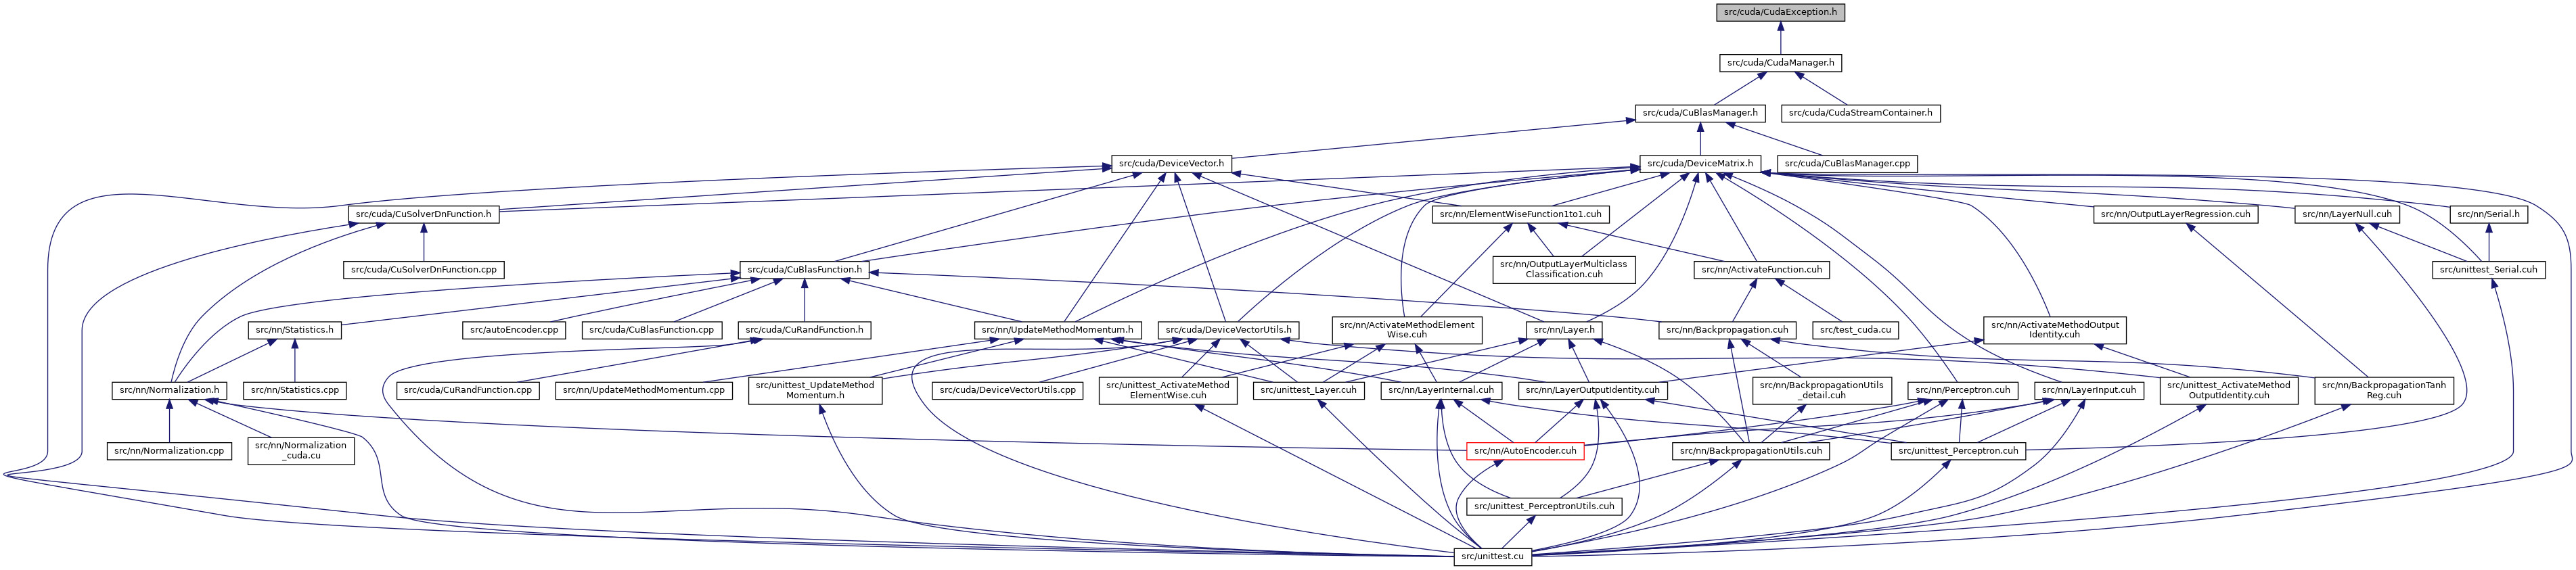 src/cuda/CudaException.h
src/cuda/CudaManager.h
src/cuda/CuBlasManager.h
src/cuda/CudaStreamContainer.h
src/cuda/DeviceVector.h
src/cuda/DeviceMatrix.h
src/cuda/CuBlasManager.cpp
src/cuda/CuSolverDnFunction.h
src/nn/ElementWiseFunction1to1.cuh
src/nn/OutputLayerRegression.cuh
src/nn/LayerNull.cuh
src/nn/Serial.h
src/cuda/CuSolverDnFunction.cpp
src/cuda/CuBlasFunction.h
src/nn/OutputLayerMulticlass
Classification.cuh
src/nn/ActivateFunction.cuh
src/unittest_Serial.cuh
src/nn/Statistics.h
src/autoEncoder.cpp
src/cuda/CuBlasFunction.cpp
src/cuda/CuRandFunction.h
src/nn/UpdateMethodMomentum.h
src/cuda/DeviceVectorUtils.h
src/nn/ActivateMethodElement
Wise.cuh
src/nn/Layer.h
src/nn/Backpropagation.cuh
src/test_cuda.cu
src/nn/ActivateMethodOutput
Identity.cuh
src/nn/Normalization.h
src/nn/Statistics.cpp
src/cuda/CuRandFunction.cpp
src/nn/UpdateMethodMomentum.cpp
src/unittest_UpdateMethod
Momentum.h
src/cuda/DeviceVectorUtils.cpp
src/unittest_ActivateMethod
ElementWise.cuh
src/unittest_Layer.cuh
src/nn/LayerInternal.cuh
src/nn/LayerOutputIdentity.cuh
src/nn/BackpropagationUtils
_detail.cuh
src/nn/Perceptron.cuh
src/nn/LayerInput.cuh
src/unittest_ActivateMethod
OutputIdentity.cuh
src/nn/BackpropagationTanh
Reg.cuh
src/nn/Normalization.cpp
src/nn/Normalization
_cuda.cu
src/nn/AutoEncoder.cuh
src/nn/BackpropagationUtils.cuh
src/unittest_Perceptron.cuh
src/unittest_PerceptronUtils.cuh
src/unittest.cu